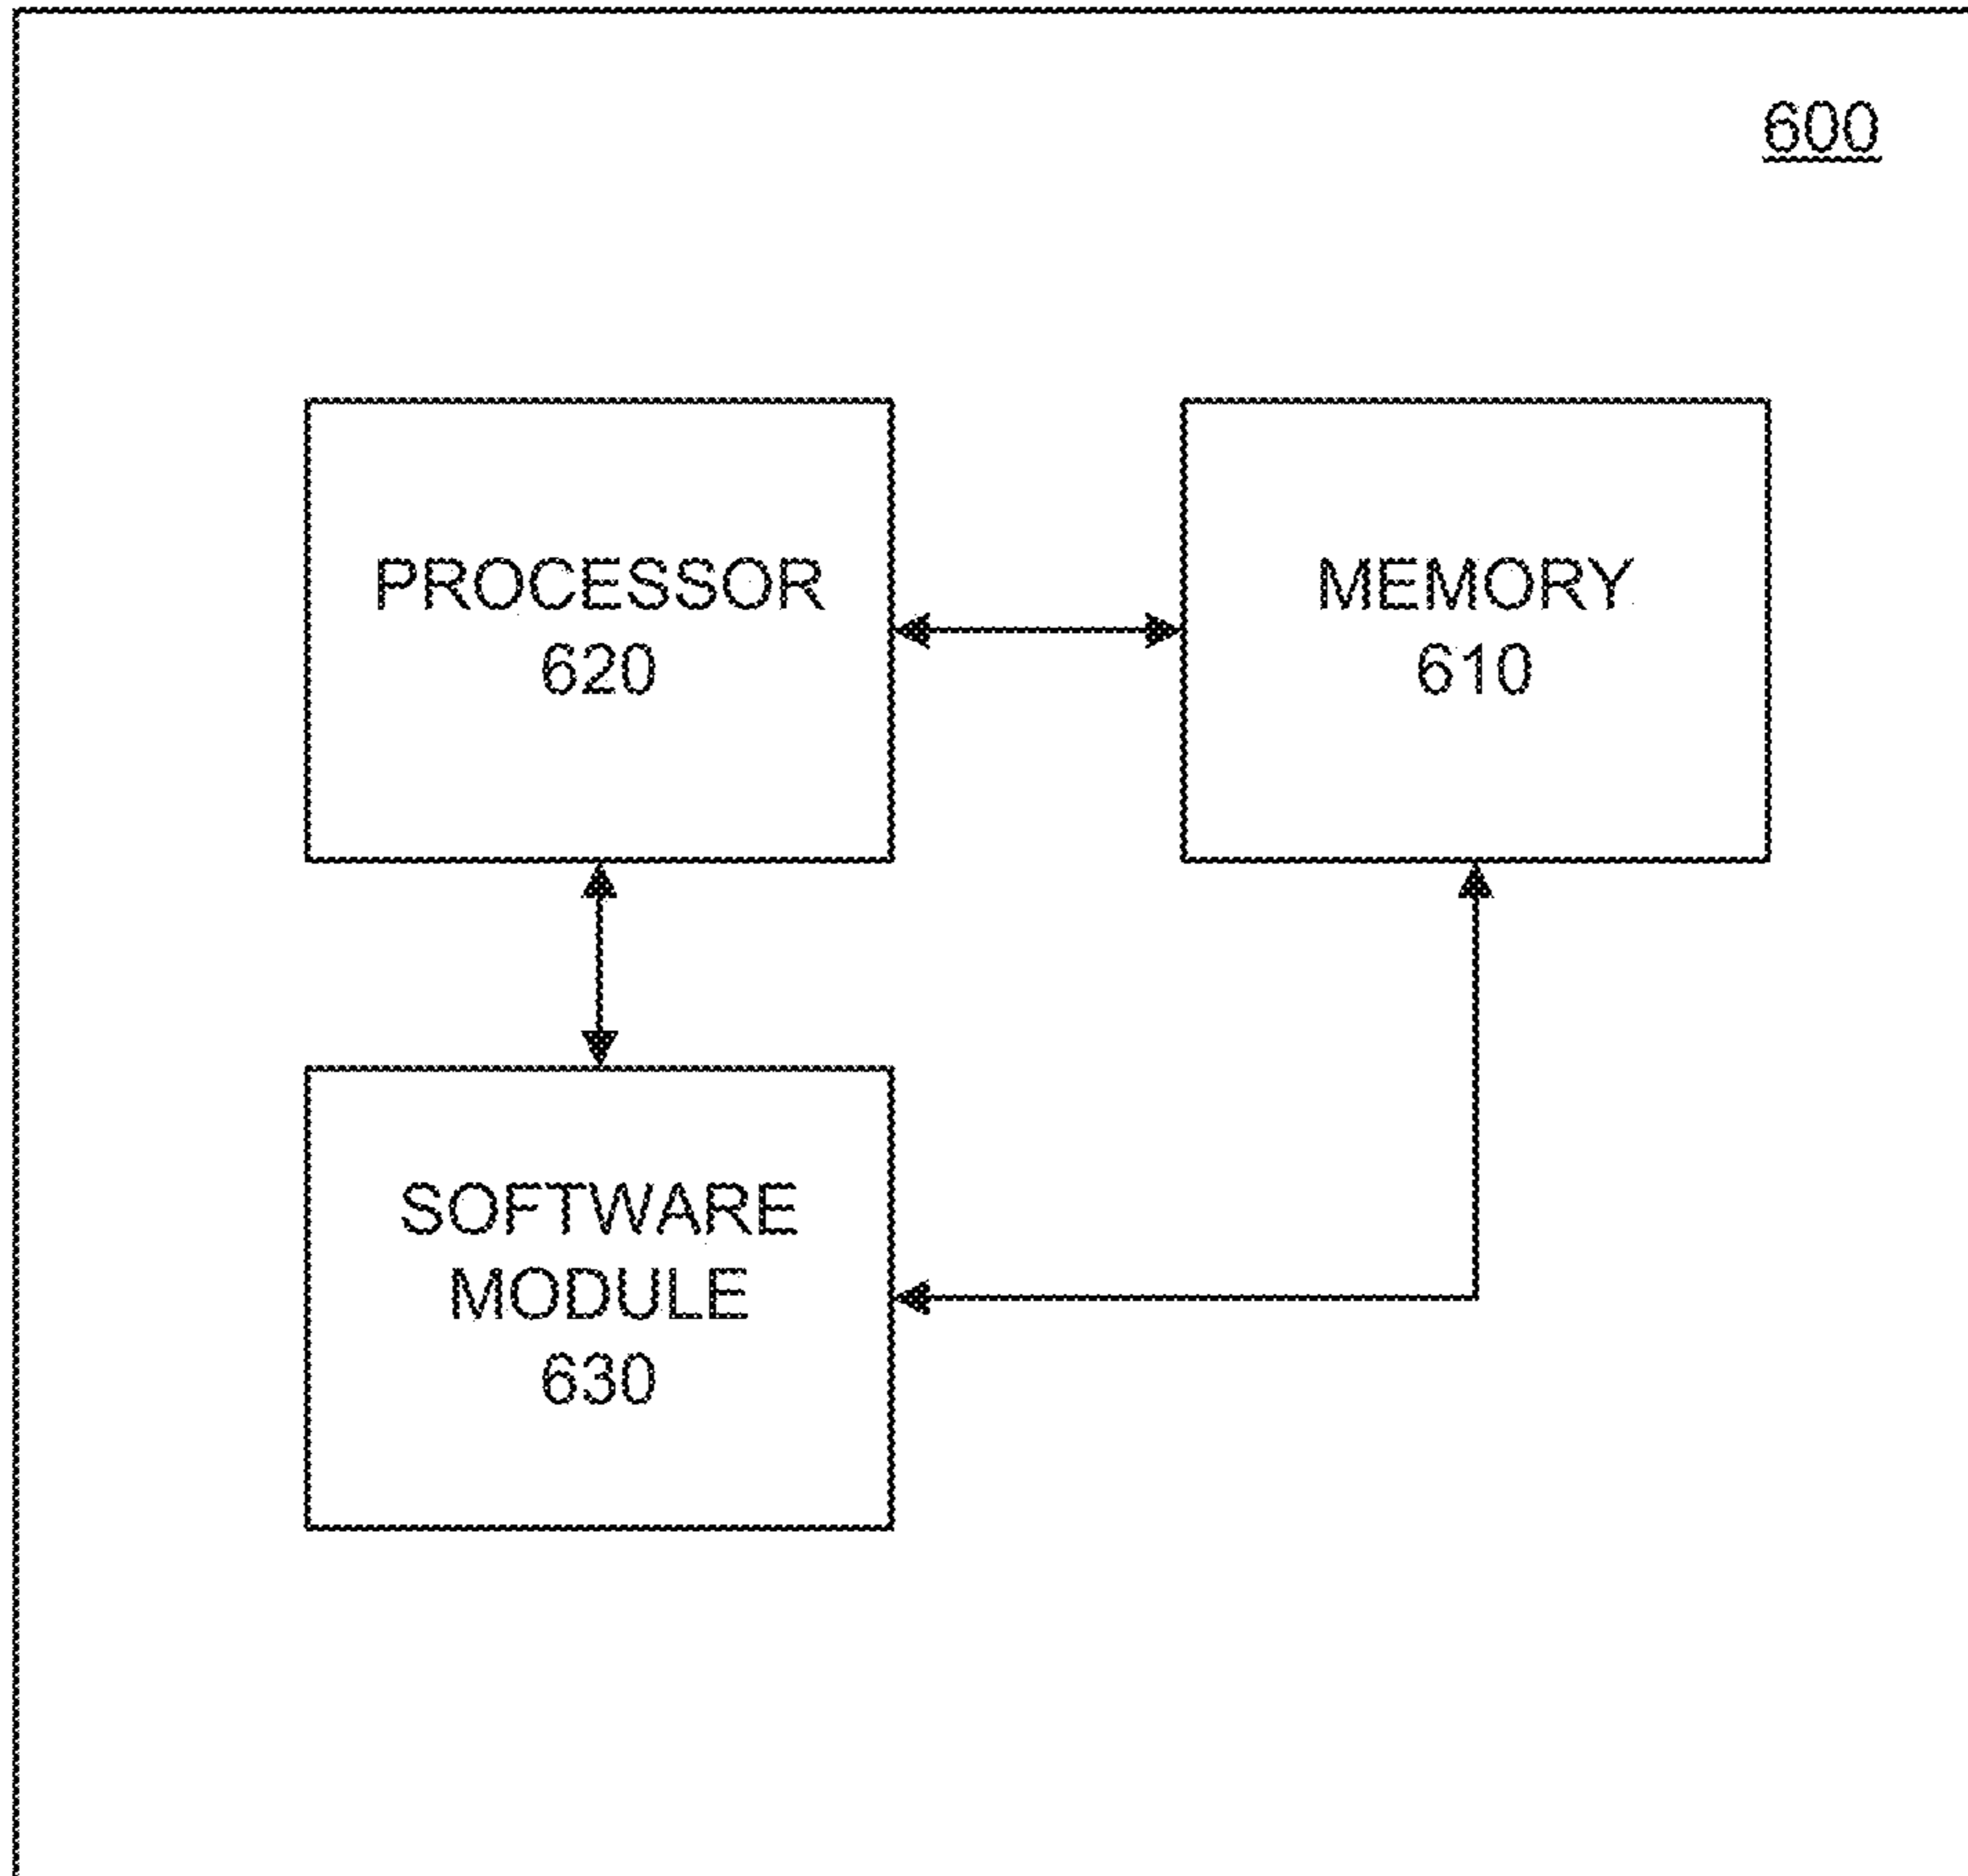 600
PROCESSOR
620
MEMORY
610
SOFTWARE
MODULE
630